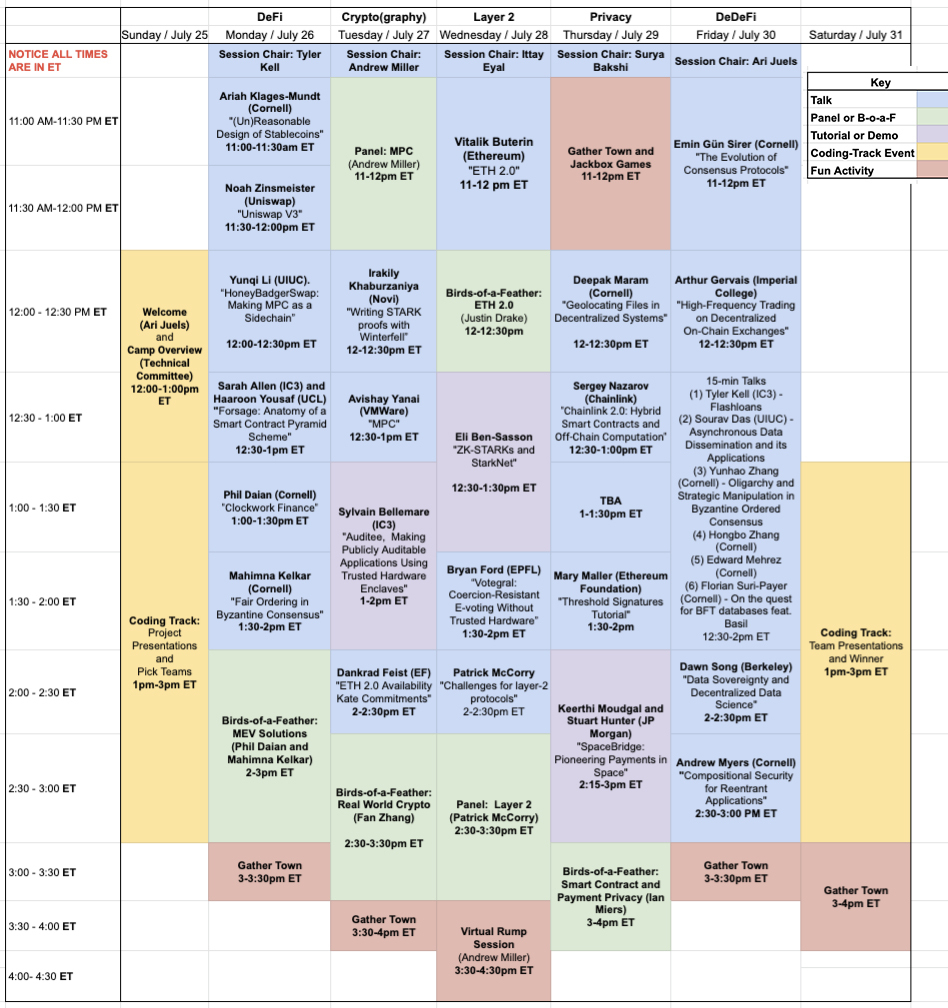 DeFi
Crypto(graphy)
Layer 2
Privacy
DeDeFi
Sunday / July 25
Monday / July 26
Tuesday / July 27
Wednesday / July 28
Thursday / July 29
Friday / July 30
Saturday / July 31
NOTICE ALL TIMES
ARE IN ET
Session Chair: Tyler
Kell
Session Chair:
Andrew Miller
Session Chair: Ittay
Eyal
Session Chair: Surya
Bakshi
Session Chair: Ari Juels
Key
Talk
Panel or B-o-a-F
Tutorial or Demo
Coding-Track Event
Fun Activity
11:00 AM-11:30 PM ET
Ariah Klages-Mundt
(Cornell)
"(Un)Reasonable
Design of Stablecoins"
11:00-11:30am ET
Panel: MPC
(Andrew Miller)
11-12pm ET
Vitalik Buterin
(Ethereum)
"ETH 2.0"
11-12 pm ET
Gather Town and
Jackbox Games
11-12pm ET
Emin Gün Sirer (Cornell)
"The Evolution of
Consensus Protocols"
11-12pm ET
11:30 AM-12:00 PM ET
Noah Zinsmeister
(Uniswap)
"Uniswap V3"
11:30-12:00pm ET
12:00 - 12:30 PM ET
Welcome
(Ari Juels)
and
Camp Overview
(Technical
Committee)
12:00-1:00pm
ET
Yunqi Li (UIUC).
"HoneyBadgerSwap:
Making MPC as a
Sidechain"
12:00-12:30pm ET
Irakily
Khaburzaniya
(Novi)
"Writing STARK
proofs with
Winterfell"
12-12:30pm ET
Birds-of-a-Feather:
ETH 2.0
(Justin Drake)
12-12:30pm
Deepak Maram
(Cornell)
"Geolocating Files in
Decentralized Systems"
12-12:30pm ET
Arthur Gervais (Imperial
College)
"High-Frequency Trading
on Decentralized
On-Chain Exchanges"
12-12:30pm ET
12:30 - 1:00 ET
Sarah Allen (IC3) and
Haaroon Yousaf (UCL)
"Forsage: Anatomy of a
Smart Contract Pyramid
Scheme"
12:30-1pm ET
Avishay Yanai
(VMWare)
"MPC"
12:30-1pm ET
Eli Ben-Sasson
"ZK-STARKs and
StarkNet"
12:30-1:30pm ET
Sergey Nazarov
(Chainlink)
"Chainlink 2.0: Hybrid
Smart Contracts and
Off-Chain Computation"
12:30-1:00pm ET
15-min Talks
(1) Tyler Kell (IC3) -
Flashloans
(2) Sourav Das (UIUC) -
Asynchronous Data
Dissemination and its
Applications
(3) Yunhao Zhang
(Cornell) - Oligarchy and
Strategic Manipulation in
Byzantine Ordered
Consensus
(4) Hongbo Zhang
(Cornell)
(5) Edward Mehrez
(Cornell)
(6) Florian Suri-Payer
(Cornell) - On the quest
for BFT databases feat.
Basil
12:30-2pm ET
1:00 - 1:30 ET
Coding Track:
Project
Presentations
and
Pick Teams
1pm-3pm ET
Phil Daian (Cornell)
"Clockwork Finance"
1:00-1:30pm ET
Sylvain Bellemare
(IC3)
"Auditee, Making
Publicly Auditable
Applications Using
Trusted Hardware
Enclaves"
1-2pm ET
TBA
1-1:30pm ET
Coding Track:
Team Presentations
and Winner
1pm-3pm ET
1:30 - 2:00 ET
Mahimna Kelkar
(Cornell)
"Fair Ordering in
Byzantine Consensus"
1:30-2pm ET
Bryan Ford (EPFL)
"Votegral:
Coercion-Resistant
E-voting Without
Trusted Hardware"
1:30-2pm ET
Mary Maller (Ethereum
Foundation)
"Threshold Signatures
Tutorial"
1:30-2pm
2:00 - 2:30 ET
Birds-of-a-Feather:
MEV Solutions
(Phil Daian and
Mahimna Kelkar)
2-3pm ET
Dankrad Feist (EF)
"ETH 2.0 Availability
Kate Commitments"
2-2:30pm ET
Patrick McCorry
"Challenges for layer-2
protocols"
2-2:30pm ET
Keerthi Moudgal and
Stuart Hunter (JP
Morgan)
"SpaceBridge:
Pioneering Payments in
Space"
2:15-3pm ET
Dawn Song (Berkeley)
"Data Sovereignty and
Decentralized Data
Science"
2-2:30pm ET
2:30 - 3:00 ET
Birds-of-a-Feather:
Real World Crypto
(Fan Zhang)
2:30-3:30pm ET
Panel: Layer 2
(Patrick McCorry)
2:30-3:30pm ET
Andrew Myers (Cornell)
"Compositional Security
for Reentrant
Applications"
2:30-3:00 PM ET
3:00 - 3:30 ET
Gather Town
3-3:30pm ET
Birds-of-a-Feather:
Smart Contract and
Payment Privacy (Ian
Miers)
3-4pm ET
Gather Town
3-3:30pm ET
Gather Town
3-4pm ET
3:30 - 4:00 ET
Gather Town
3:30-4pm ET
Virtual Rump
Session
(Andrew Miller)
3:30-4:30pm ET
4:00- 4:30 ET